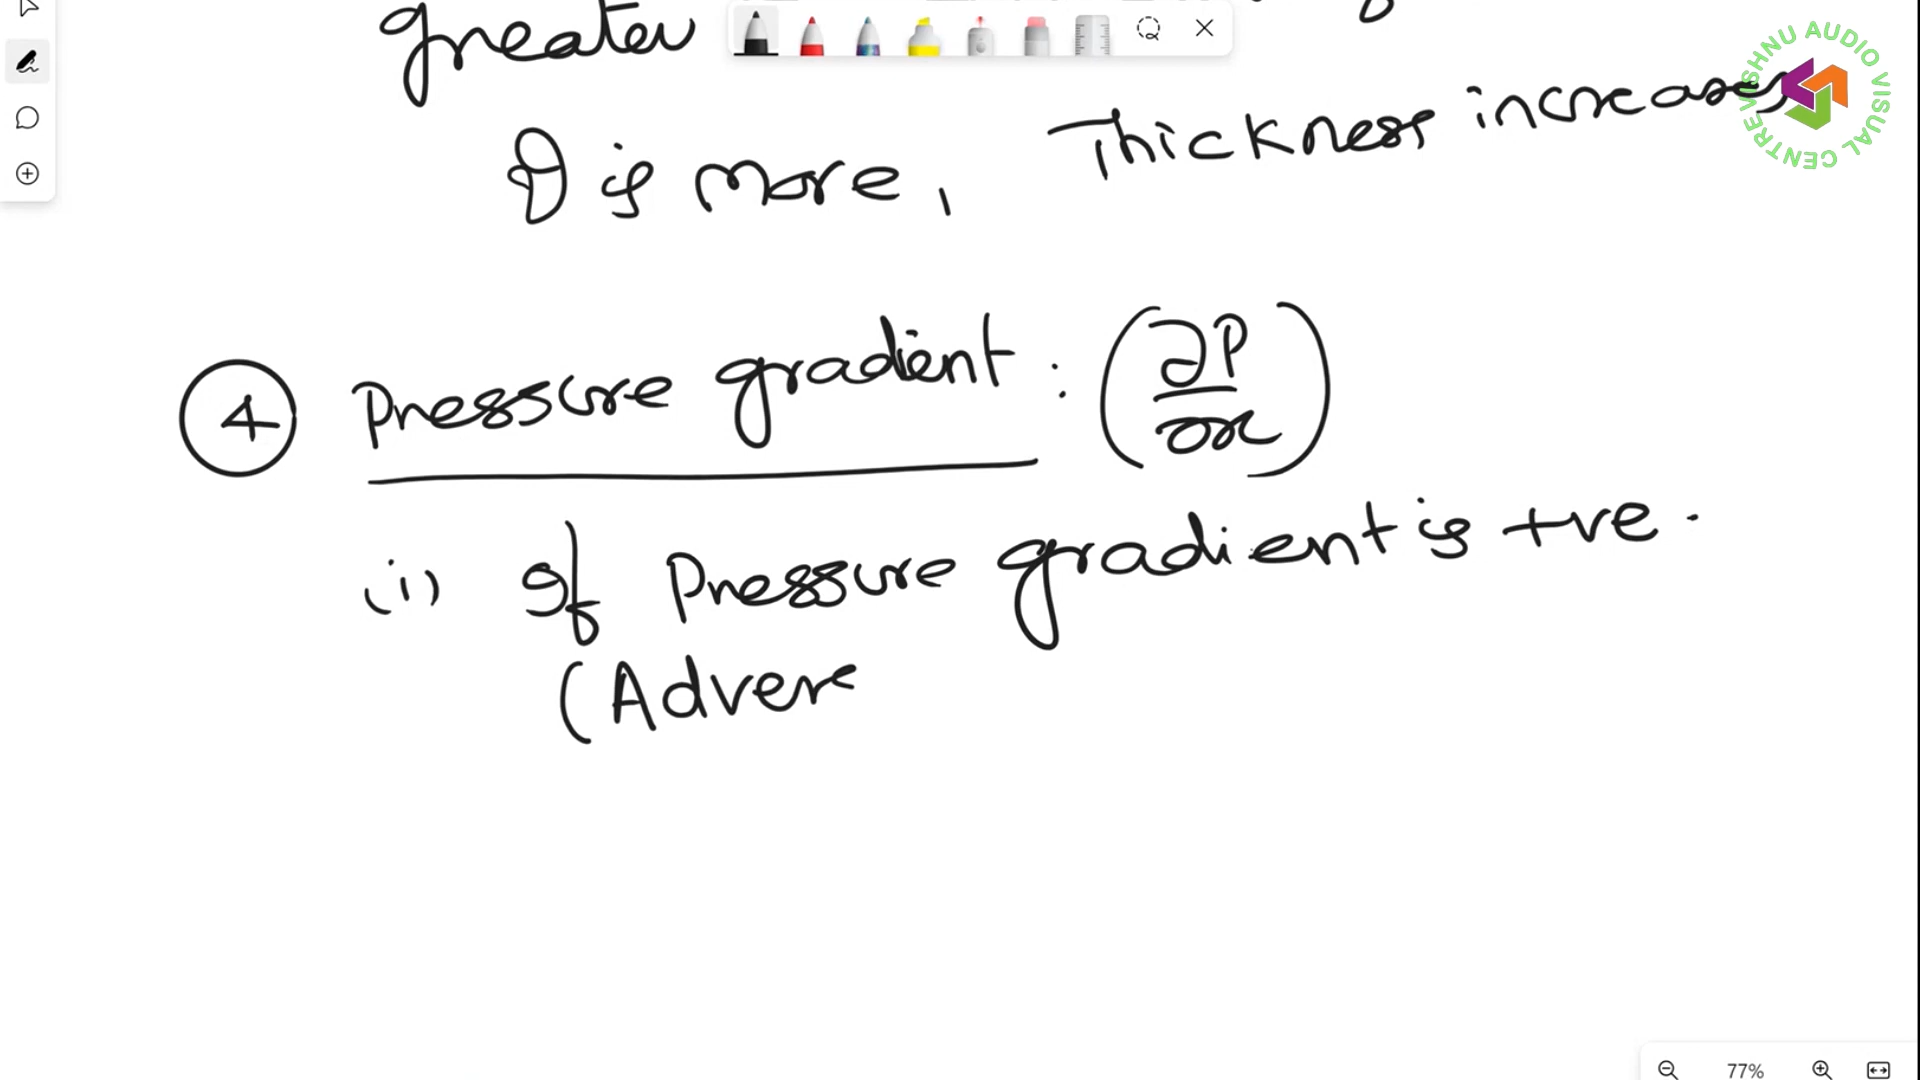 greater
ϑ is more, Thickness increases
VISHNU AUDIO VISUAL CENTRE
4 Pressure gradient : (∂P/∂x)
(i) If Pressure gradient is +ve.
(Adverse
77%